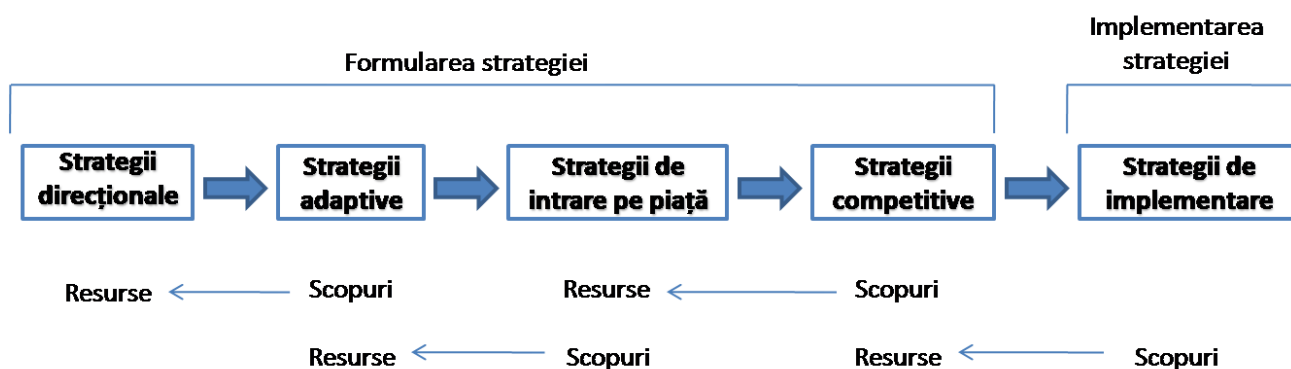 Formularea strategiei
Implementarea
strategiei
Strategii
direcționale
Strategii
adaptive
Strategii de
intrare pe piață
Strategii
competitive
Strategii de
implementare
Resurse
Scopuri
Resurse
Scopuri
Resurse
Scopuri
Resurse
Scopuri